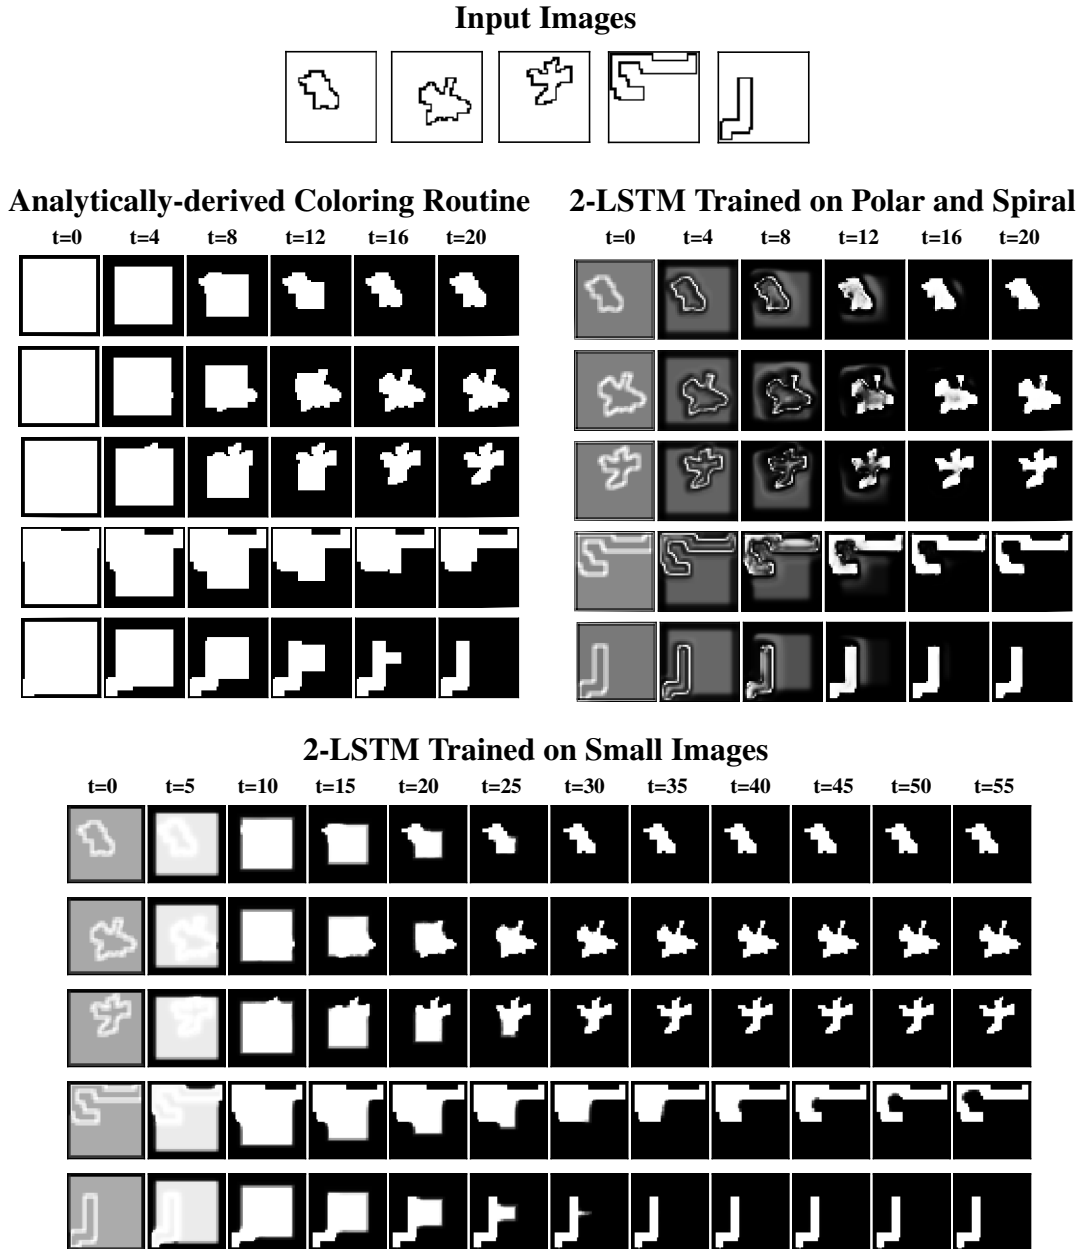 Input Images
Analytically-derived Coloring Routine
t=0 t=4 t=8 t=12 t=16 t=20
2-LSTM Trained on Polar and Spiral
t=0 t=4 t=8 t=12 t=16 t=20
2-LSTM Trained on Small Images
t=0 t=5 t=10 t=15 t=20 t=25 t=30 t=35 t=40 t=45 t=50 t=55